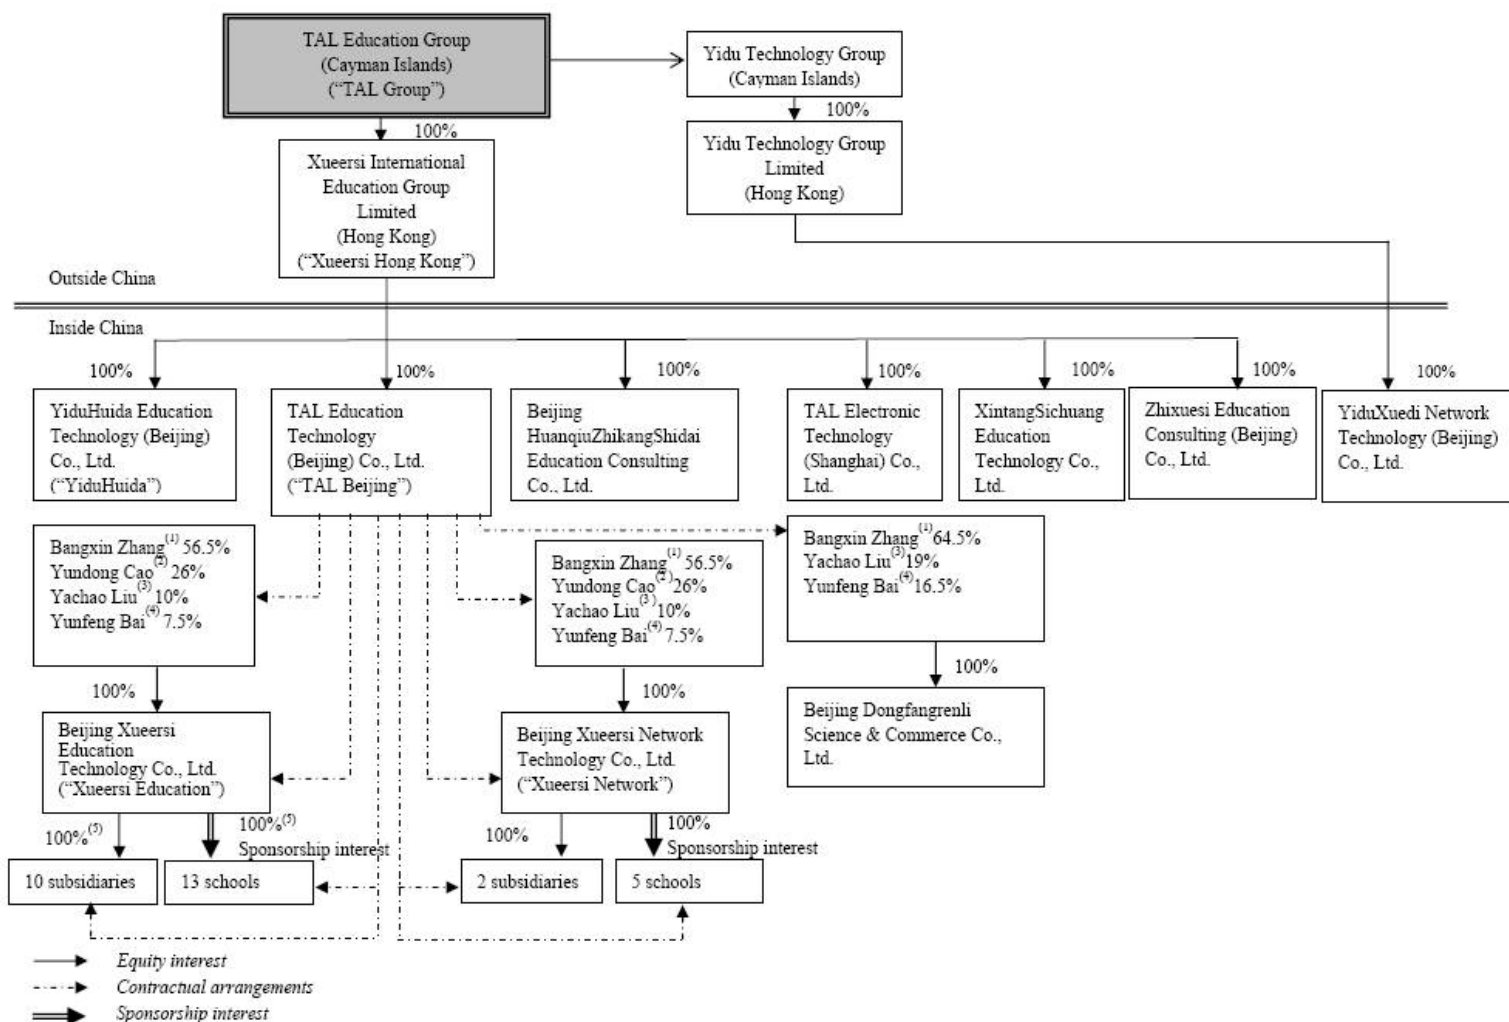 TAL Education Group
(Cayman Islands)
(“TAL Group”)
Yidu Technology Group
(Cayman Islands)
100%
100%
Xueersi International
Education Group
Limited
(Hong Kong)
(“Xueersi Hong Kong”)
Yidu Technology Group
Limited
(Hong Kong)
Outside China
Inside China
100%
100%
100%
100%
100%
100%
100%
YiduHuida Education
Technology (Beijing)
Co., Ltd.
(“YiduHuida”)
TAL Education
Technology
(Beijing) Co., Ltd.
(“TAL Beijing”)
Beijing
HuanqiuZhikangShidai
Education Consulting
Co., Ltd.
TAL Electronic
Technology
(Shanghai) Co.,
Ltd.
XintangSichuang
Education
Technology Co.,
Ltd.
Zhixuesi Education
Consulting (Beijing)
Co., Ltd.
YiduXuedi Network
Technology (Beijing)
Co., Ltd.
Bangxin Zhang(1) 56.5%
Yundong Cao(2) 26%
Yachao Liu(3) 10%
Yunfeng Bai(4) 7.5%
Bangxin Zhang(1) 56.5%
Yundong Cao(2) 26%
Yachao Liu(3) 10%
Yunfeng Bai(4) 7.5%
Bangxin Zhang(1) 64.5%
Yachao Liu(3) 19%
Yunfeng Bai(4) 16.5%
100%
100%
100%
Beijing Xueersi
Education
Technology Co., Ltd.
(“Xueersi Education”)
Beijing Xueersi Network
Technology Co., Ltd.
(“Xueersi Network”)
Beijing Dongfangrenli
Science & Commerce Co.,
Ltd.
100%(5)
100%(5)
Sponsorship interest
100%
100%
Sponsorship interest
10 subsidiaries
13 schools
2 subsidiaries
5 schools
Equity interest
Contractual arrangements
Sponsorship interest